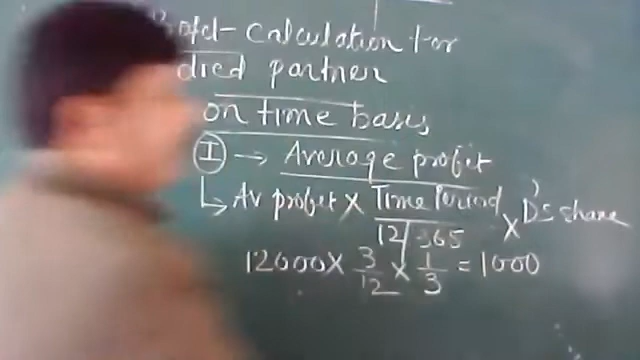 calculation for
died partner
on time basis
I → Average profit
↳ Av profit × Time Period / 12 | 365 × D's share
12000 × 3/12 × 1/3 = 1000